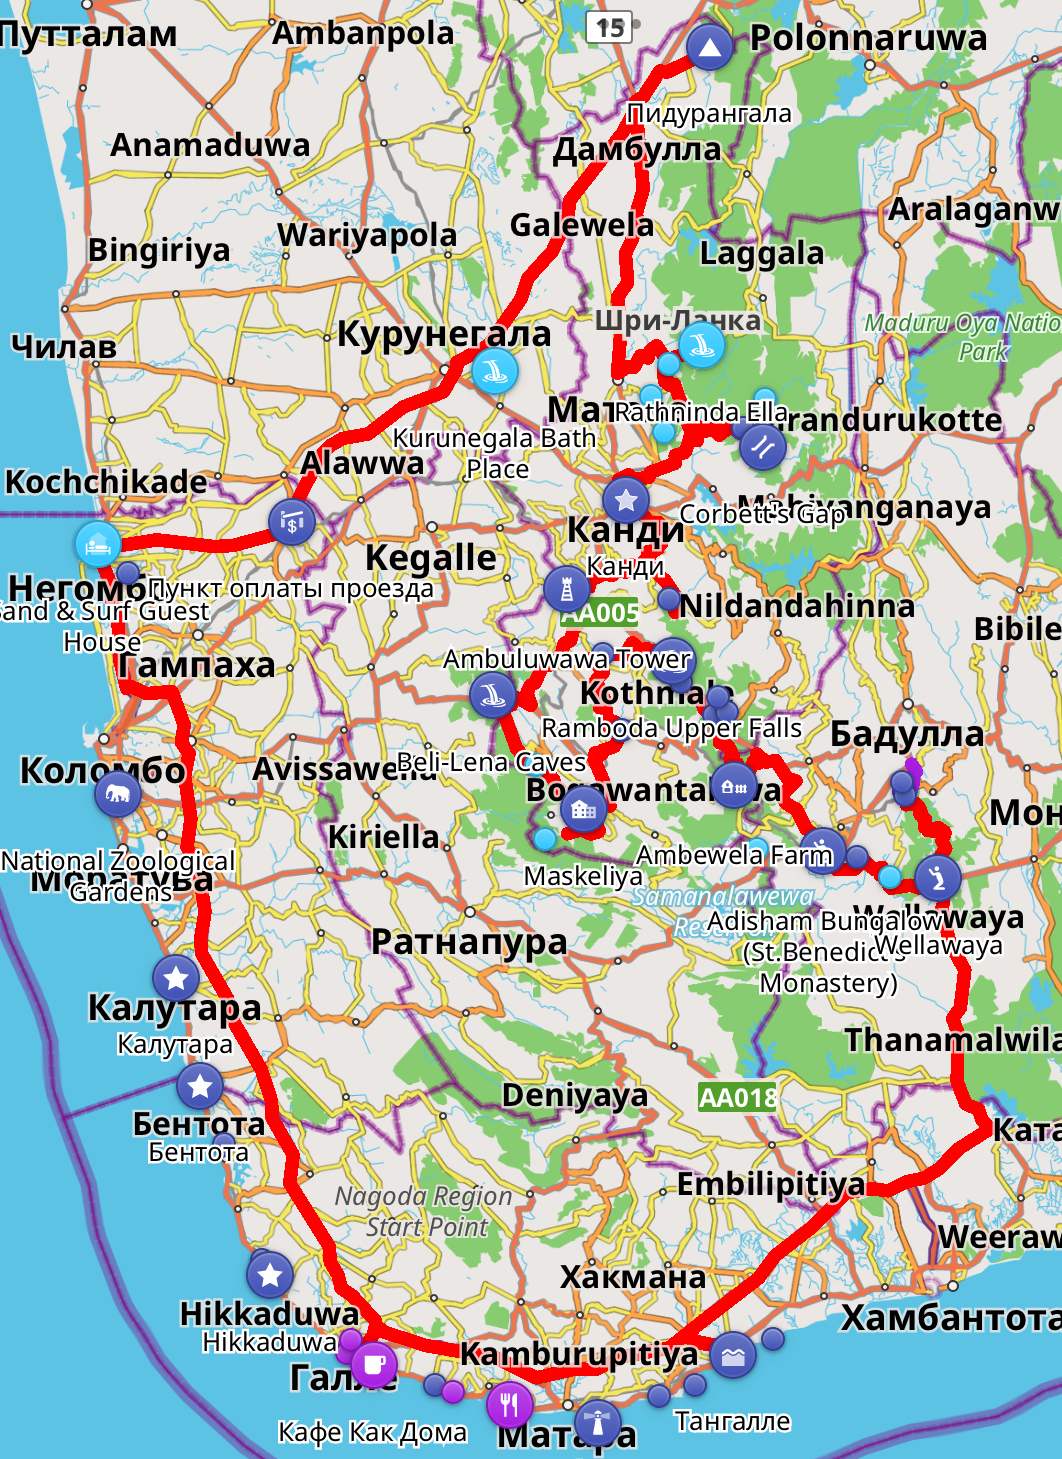 Путталам
Ambanpola
15
Polonnaruwa
Пидурангала
Anamaduwa
Дамбулла
Aralaganw
Galewela
Wariyapola
Bingiriya
Laggala
Шри-Ланка
Maduru Oya Natio
Park
Курунегала
Чилав
Rathninda Ella
randurukotte
Kurunegala Bath
Place
Alawwa
Kochchikade
Corbett's Gap
Канди
Kegalle
Канди
Негомб
Пункт оплаты проезда
Sand & Surf Guest
House
AA005
Nildandahinna
Bibile
Гампаха
Ambuluwawa Tower
Kothmale
Ramboda Upper Falls
Бадулла
Коломбо
Avissawella
Beli-Lena Caves
Bogawantalawa
Мон
Kiriella
Ambewela Farm
National Zoological
Gardens
Моратува
Maskeliya
Samanalawewa
Wellawaya
Adisham Bungalow
(St.Benedict's
Monastery)
Wellawaya
Ратнапура
Калутара
Калутара
Thanamalwila
Deniyaya
AA018
Бентота
Бентота
Ката
Embilipitiya
Nagoda Region
Start Point
Weeraw
Хакмана
Hikkaduwa
Hikkaduwa
Хамбантота
Kamburupitiya
Галле
Кафе Как Дома
Матара
Тангалле